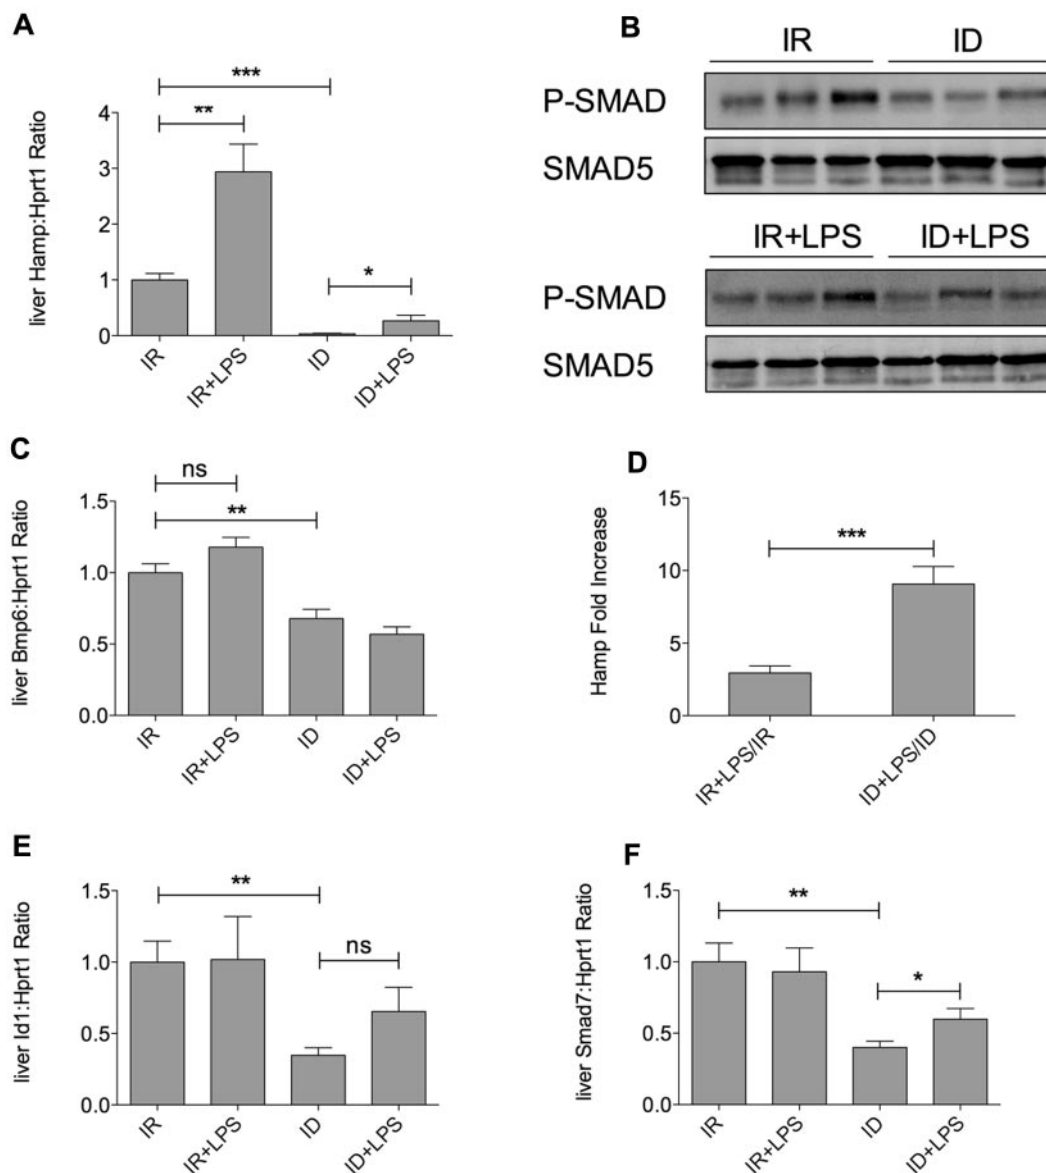 A
liver Hamp:Hprt1 Ratio
4
3
2
1
0
***
**
*
IR
IR+LPS
ID
ID+LPS
B
IR ID
P-SMAD
SMAD5
IR+LPS ID+LPS
P-SMAD
SMAD5
C
liver Bmp6:Hprt1 Ratio
1.5
1.0
0.5
0.0
ns
**
IR
IR+LPS
ID
ID+LPS
D
Hamp Fold Increase
15
10
5
0
***
IR+LPS/IR
ID+LPS/ID
E
liver Id1:Hprt1 Ratio
1.5
1.0
0.5
0.0
**
ns
IR
IR+LPS
ID
ID+LPS
F
liver Smad7:Hprt1 Ratio
1.5
1.0
0.5
0.0
**
*
IR
IR+LPS
ID
ID+LPS